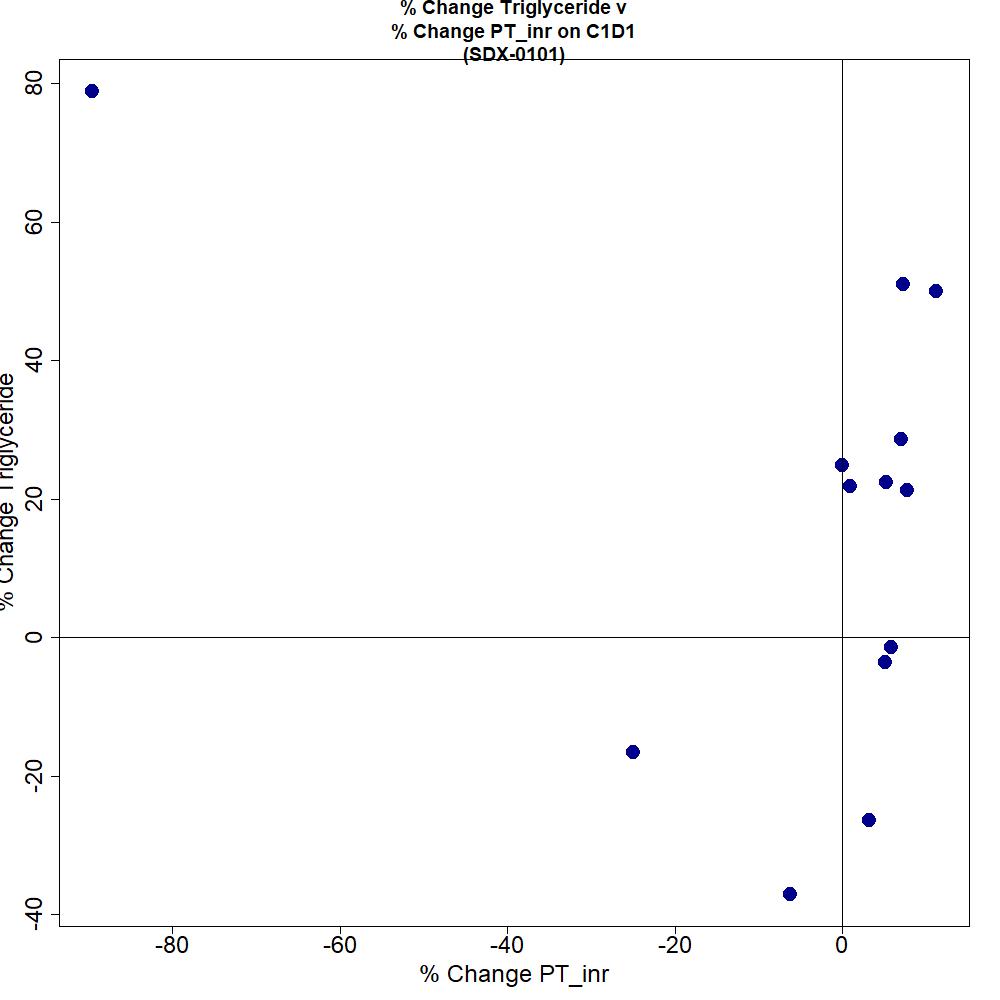 % Change Triglyceride v
% Change PT_inr on C1D1
(SDX-0101)
80
60
40
20
0
-20
-40
% Change Triglyceride
-80
-60
-40
-20
0
% Change PT_inr